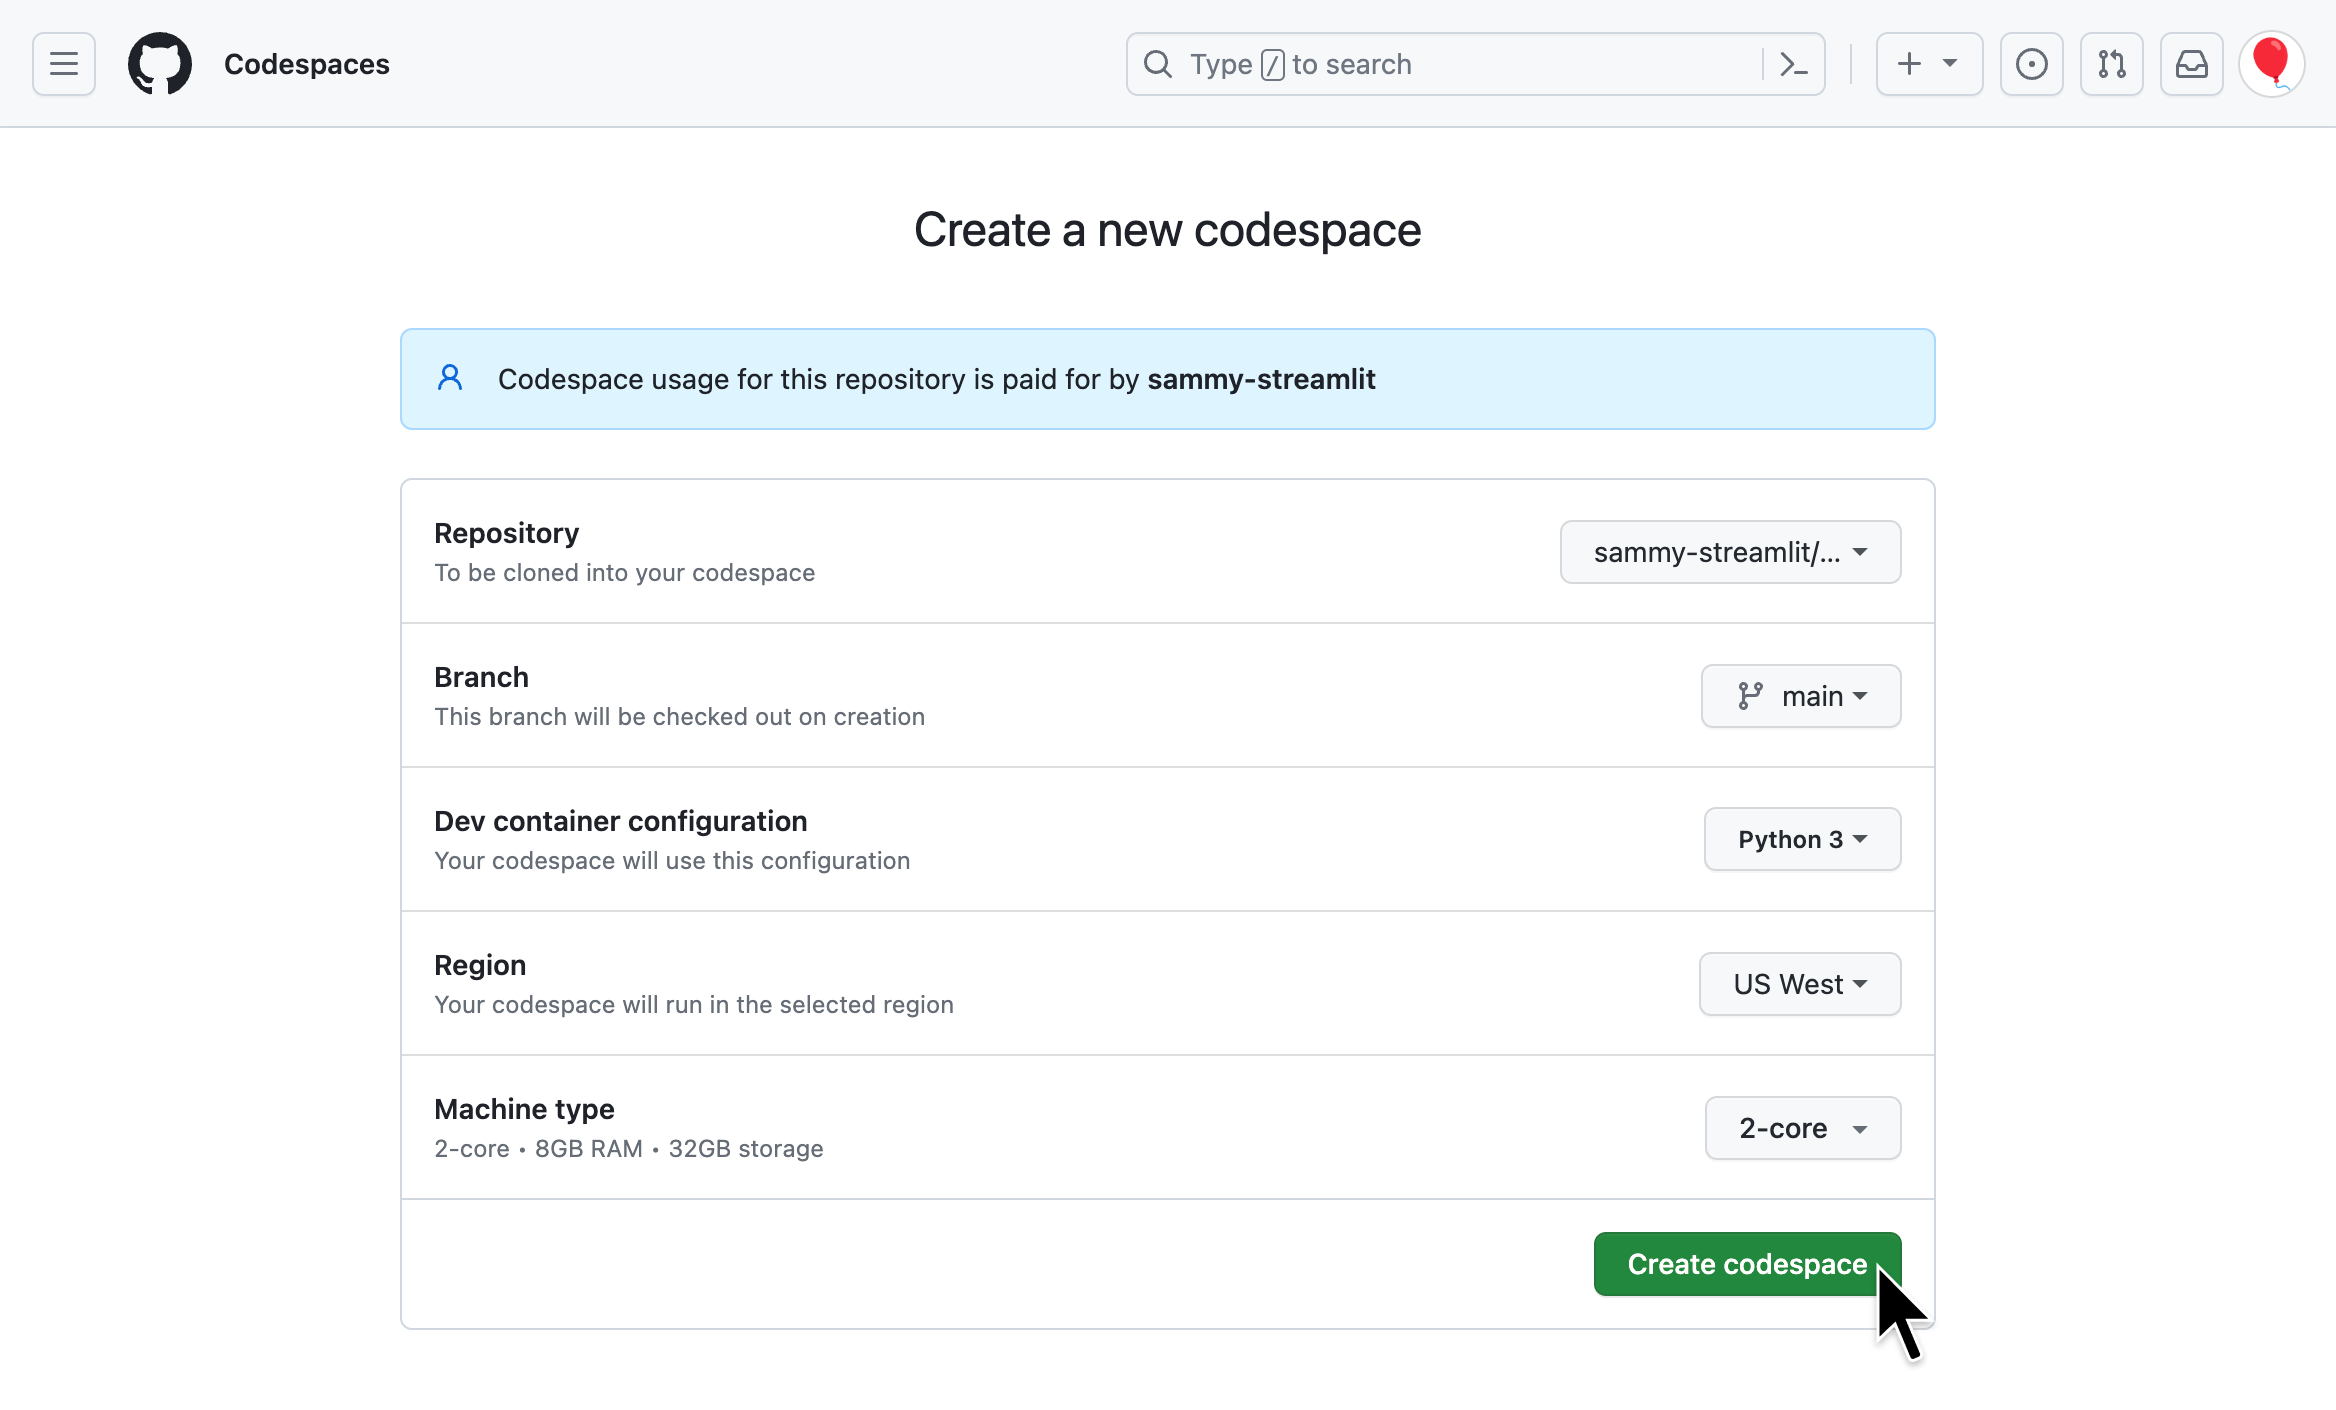 Codespaces
Type / to search
Create a new codespace
Codespace usage for this repository is paid for by sammy-streamlit
Repository
To be cloned into your codespace
sammy-streamlit/...
Branch
This branch will be checked out on creation
main
Dev container configuration
Your codespace will use this configuration
Python 3
Region
Your codespace will run in the selected region
US West
Machine type
2-core • 8GB RAM • 32GB storage
2-core
Create codespace